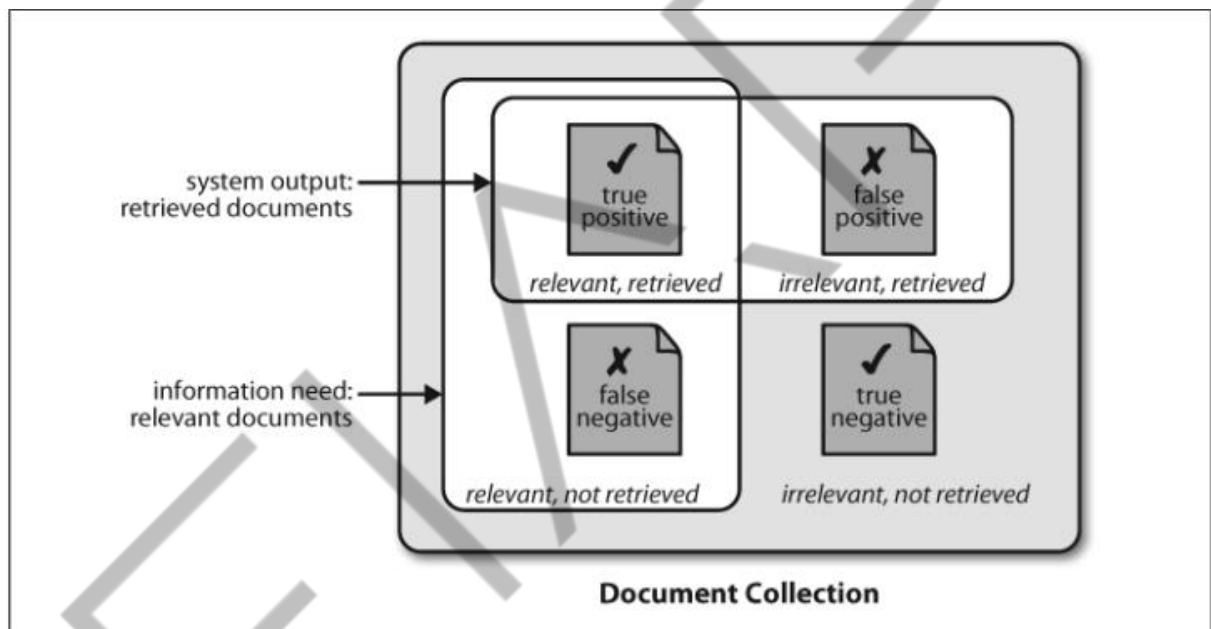 system output:
retrieved documents
✓
true
positive
✗
false
positive
relevant, retrieved
irrelevant, retrieved
information need:
relevant documents
✗
false
negative
✓
true
negative
relevant, not retrieved
irrelevant, not retrieved
Document Collection